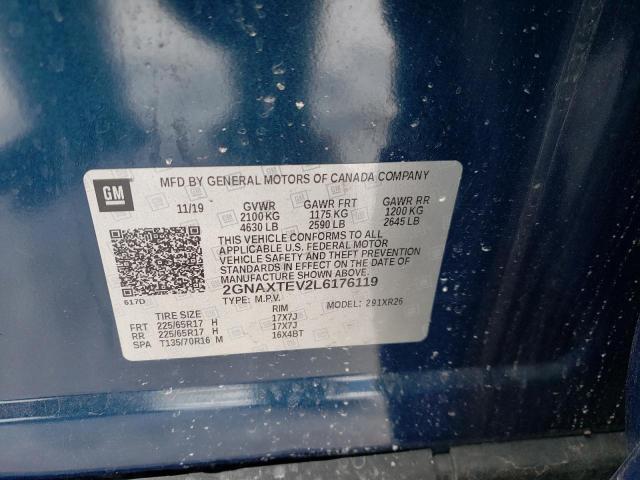 GM
MFD BY GENERAL MOTORS OF CANADA COMPANY
11/19 GVWR GAWR FRT GAWR RR
2100 KG 1175 KG 1200 KG
4630 LB 2590 LB 2645 LB
THIS VEHICLE CONFORMS TO ALL
APPLICABLE U.S. FEDERAL MOTOR
VEHICLE SAFETY AND THEFT PREVENTION
STANDARDS IN EFFECT ON THE DATE OF
MANUFACTURE SHOWN ABOVE.
2GNAXTEV2L6176119
617D
TYPE: M.P.V. MODEL: 291XR26
TIRE SIZE RIM
FRT 225/65R17 H 17X7J
RR 225/65R17 H 17X7J
SPA T135/70R16 M 16X4BT